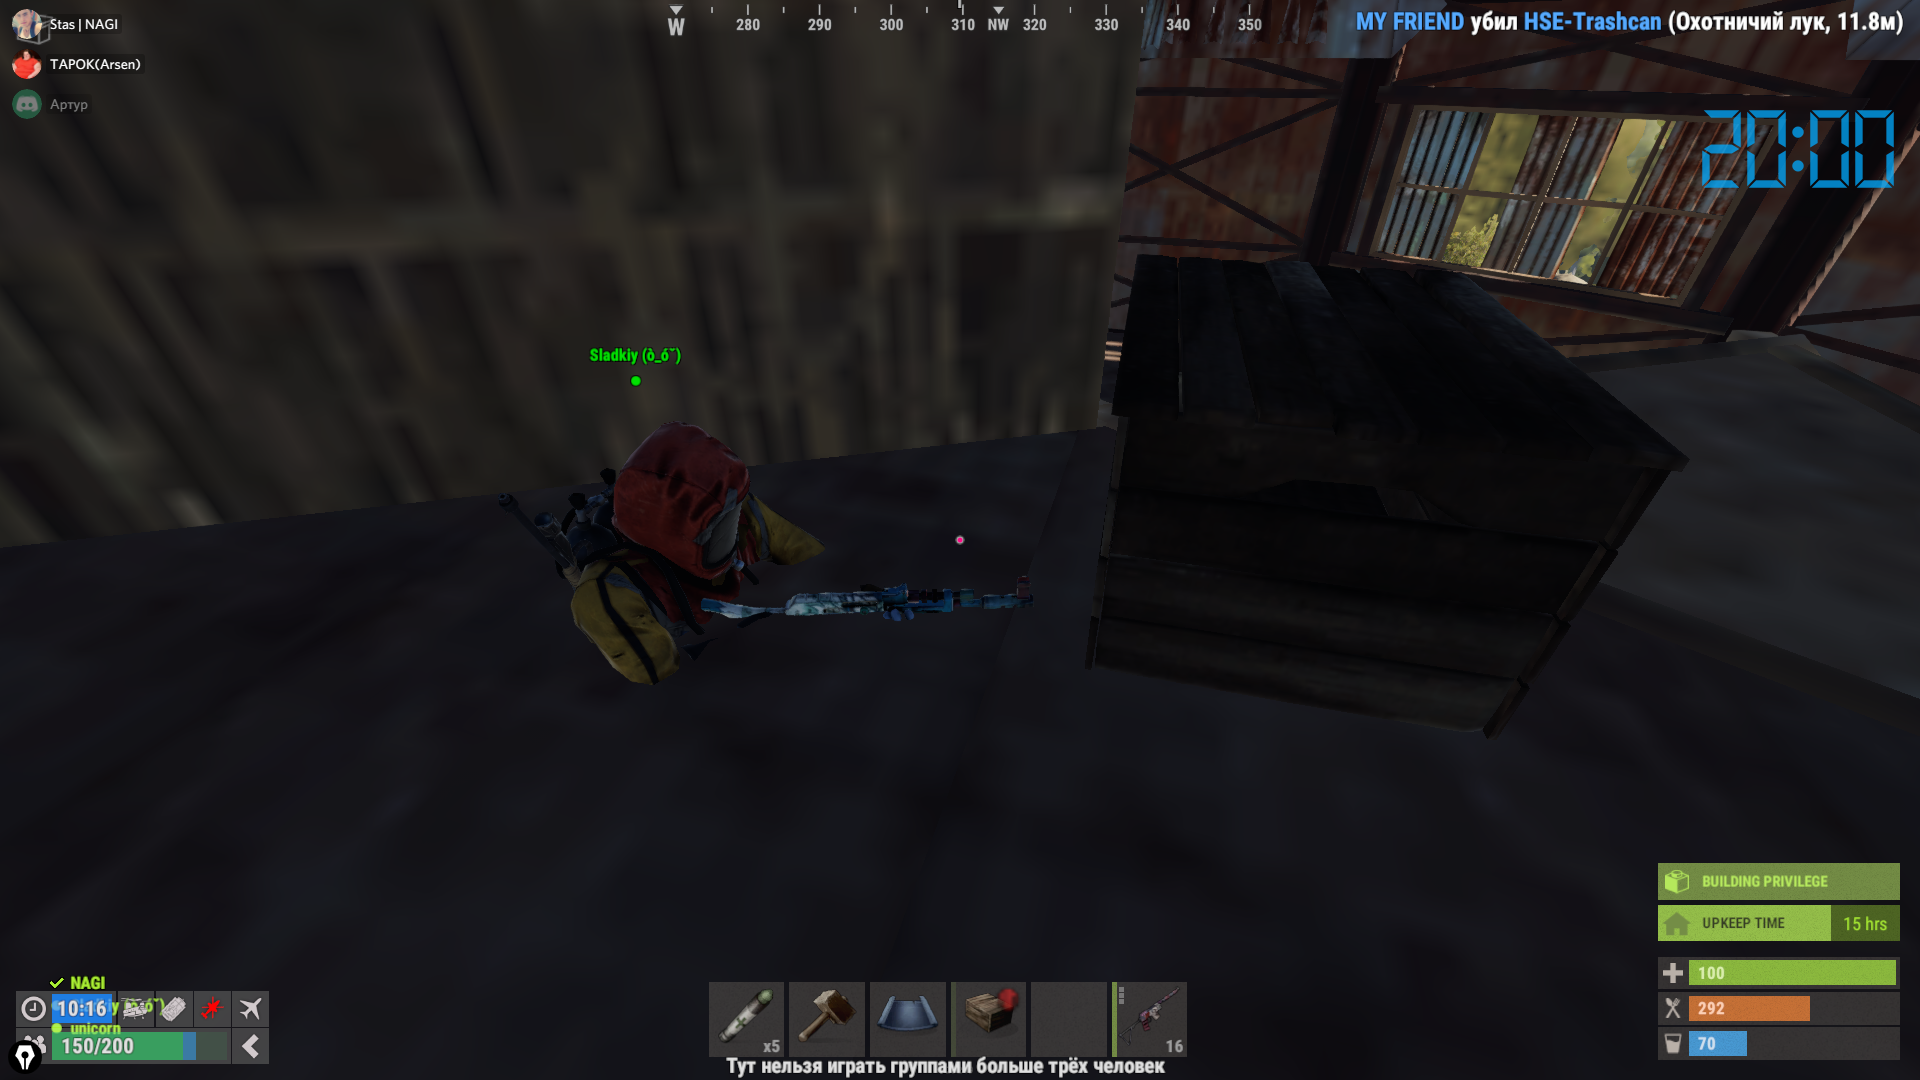 Stas | NAGI
TAPOK(Arsen)
Артур
W 280 290 300 310 NW 320 330 340 350
MY FRIEND убил HSE-Trashcan (Охотничий лук, 11.8м)
20:00
Sladkiy (ò_ó˘)
BUILDING PRIVILEGE
UPKEEP TIME 15 hrs
100
292
70
NAGI
10:16
unicorn
150/200
x5
16
Тут нельзя играть группами больше трёх человек